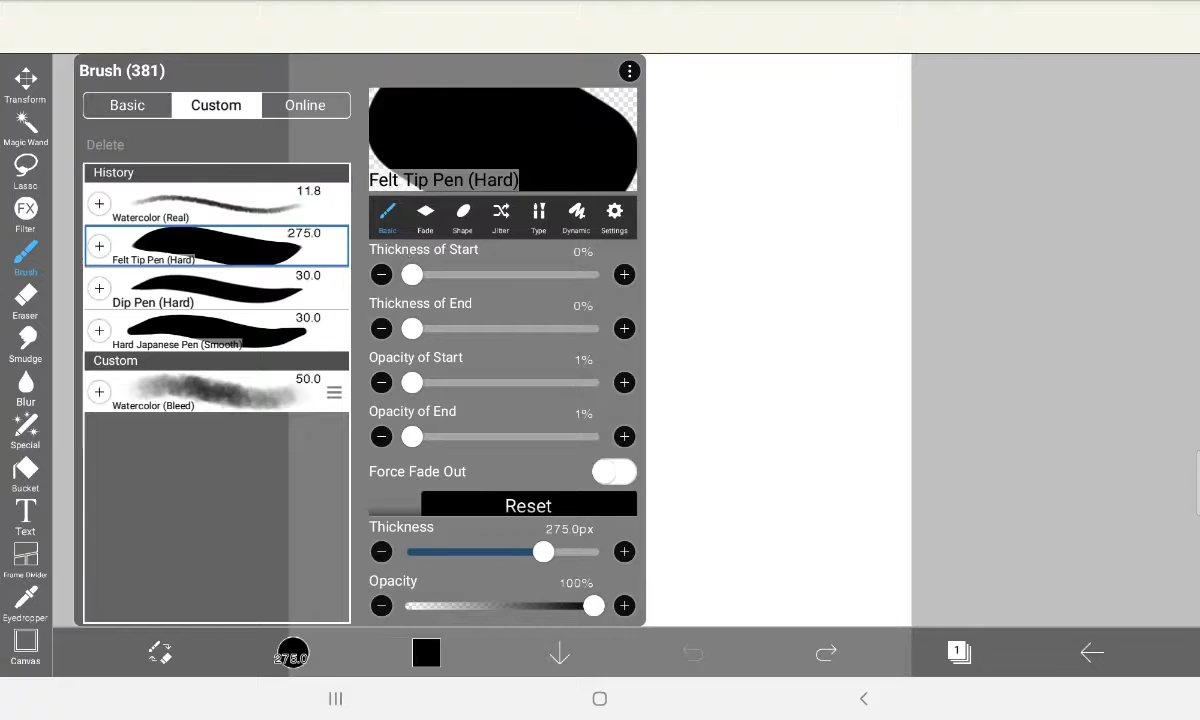 Brush (381)
Basic
Custom
Online
Delete
History
11.8
Watercolor (Real)
275.0
Felt Tip Pen (Hard)
30.0
Dip Pen (Hard)
30.0
Hard Japanese Pen (Smooth)
Custom
50.0
Watercolor (Bleed)
Felt Tip Pen (Hard)
Basic
Fade
Shape
Jitter
Type
Dynamic
Settings
Thickness of Start
0%
Thickness of End
0%
Opacity of Start
1%
Opacity of End
1%
Force Fade Out
Reset
Thickness
275.0px
Opacity
100%
Transform
Magic Wand
Lasso
FX
Filter
Brush
Eraser
Smudge
Blur
Special
Bucket
T
Text
Frame Divider
Eyedropper
Canvas
275.0
1